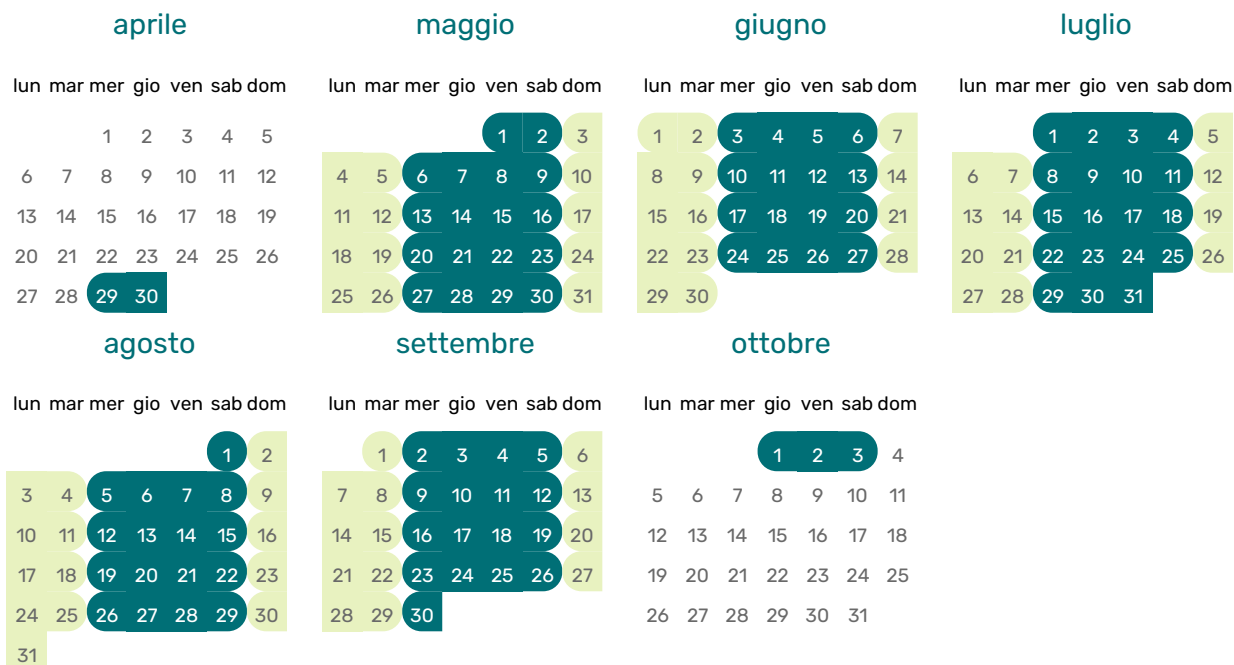 aprile
lun mar mer gio ven sab dom
1 2 3 4 5
6 7 8 9 10 11 12
13 14 15 16 17 18 19
20 21 22 23 24 25 26
27 28 29 30
maggio
lun mar mer gio ven sab dom
1 2 3
4 5 6 7 8 9 10
11 12 13 14 15 16 17
18 19 20 21 22 23 24
25 26 27 28 29 30 31
giugno
lun mar mer gio ven sab dom
1 2 3 4 5 6 7
8 9 10 11 12 13 14
15 16 17 18 19 20 21
22 23 24 25 26 27 28
29 30
luglio
lun mar mer gio ven sab dom
1 2 3 4 5
6 7 8 9 10 11 12
13 14 15 16 17 18 19
20 21 22 23 24 25 26
27 28 29 30 31
agosto
lun mar mer gio ven sab dom
1 2
3 4 5 6 7 8 9
10 11 12 13 14 15 16
17 18 19 20 21 22 23
24 25 26 27 28 29 30
31
settembre
lun mar mer gio ven sab dom
1 2 3 4 5 6
7 8 9 10 11 12 13
14 15 16 17 18 19 20
21 22 23 24 25 26 27
28 29 30
ottobre
lun mar mer gio ven sab dom
1 2 3 4
5 6 7 8 9 10 11
12 13 14 15 16 17 18
19 20 21 22 23 24 25
26 27 28 29 30 31